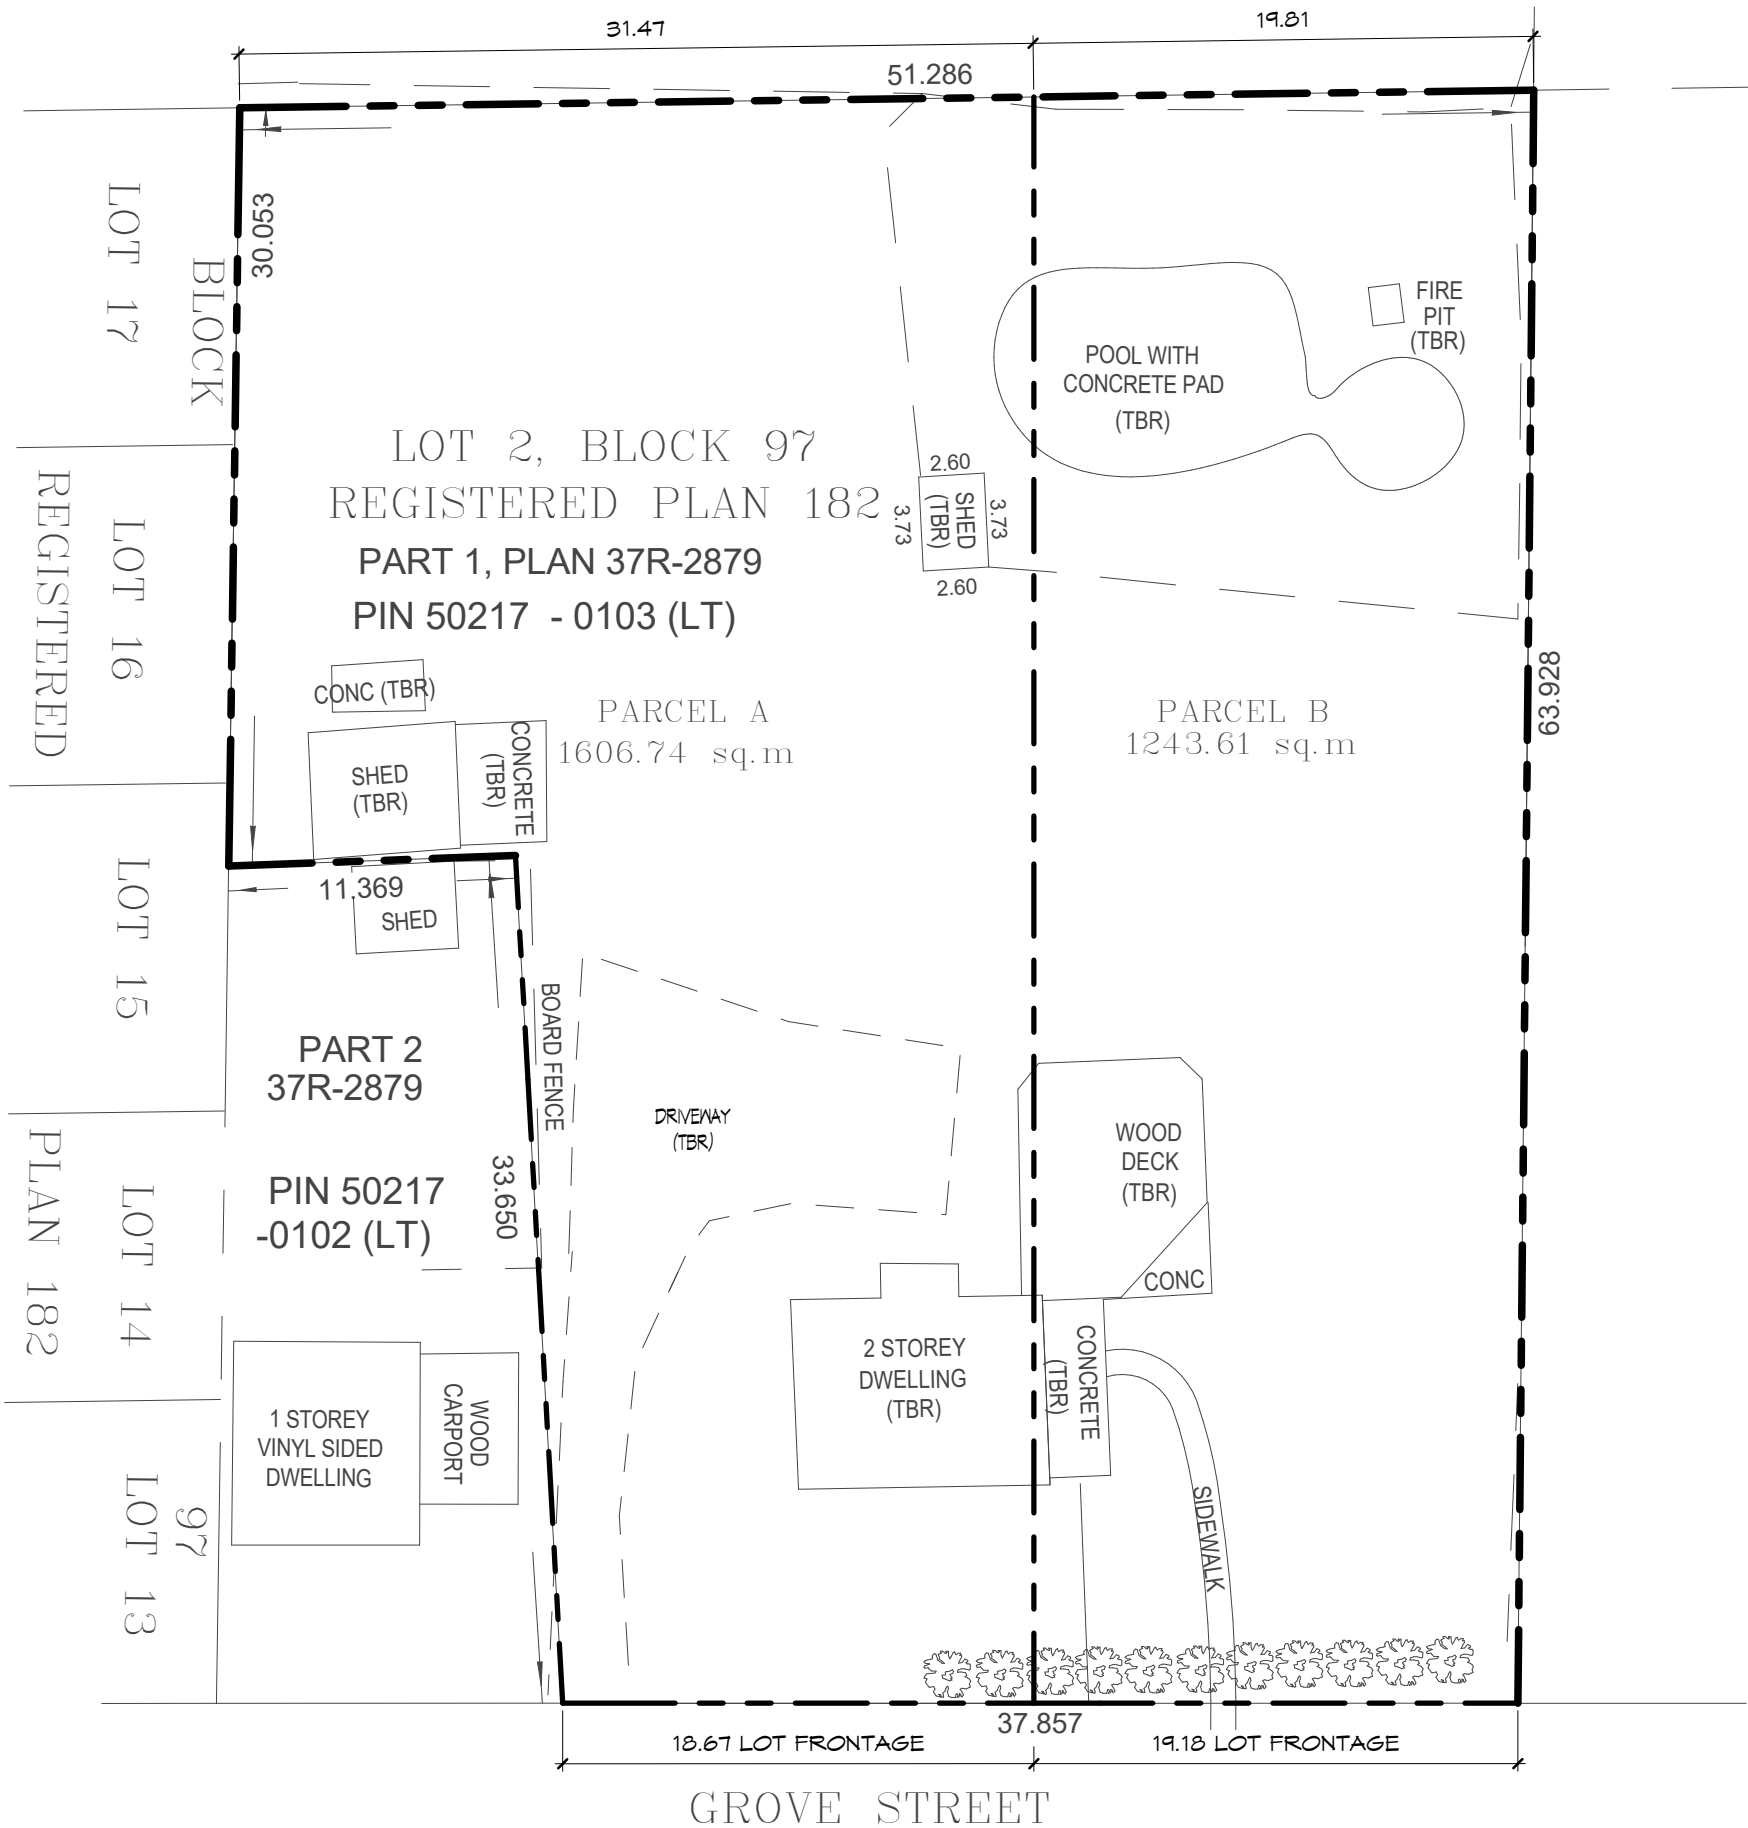 31.47
19.81
51.286
30.053
LOT 17
BLOCK
FIRE
PIT
(TBR)
POOL WITH
CONCRETE PAD
(TBR)
LOT 2, BLOCK 97
REGISTERED PLAN 182
PART 1, PLAN 37R-2879
PIN 50217 - 0103 (LT)
2.60
3.73
SHED
(TBR)
3.73
2.60
REGISTERED
LOT 16
63.928
CONC (TBR)
PARCEL A
1606.74 sq.m
PARCEL B
1243.61 sq.m
SHED
(TBR)
CONCRETE
(TBR)
11.369
SHED
LOT 15
BOARD FENCE
PART 2
37R-2879
DRIVEWAY
(TBR)
WOOD
DECK
(TBR)
PLAN 182
LOT 14
PIN 50217
-0102 (LT)
33.650
CONC
2 STOREY
DWELLING
(TBR)
CONCRETE
(TBR)
1 STOREY
VINYL SIDED
DWELLING
WOOD
CARPORT
97
LOT 13
SIDEWALK
37.857
18.67 LOT FRONTAGE
19.18 LOT FRONTAGE
GROVE STREET